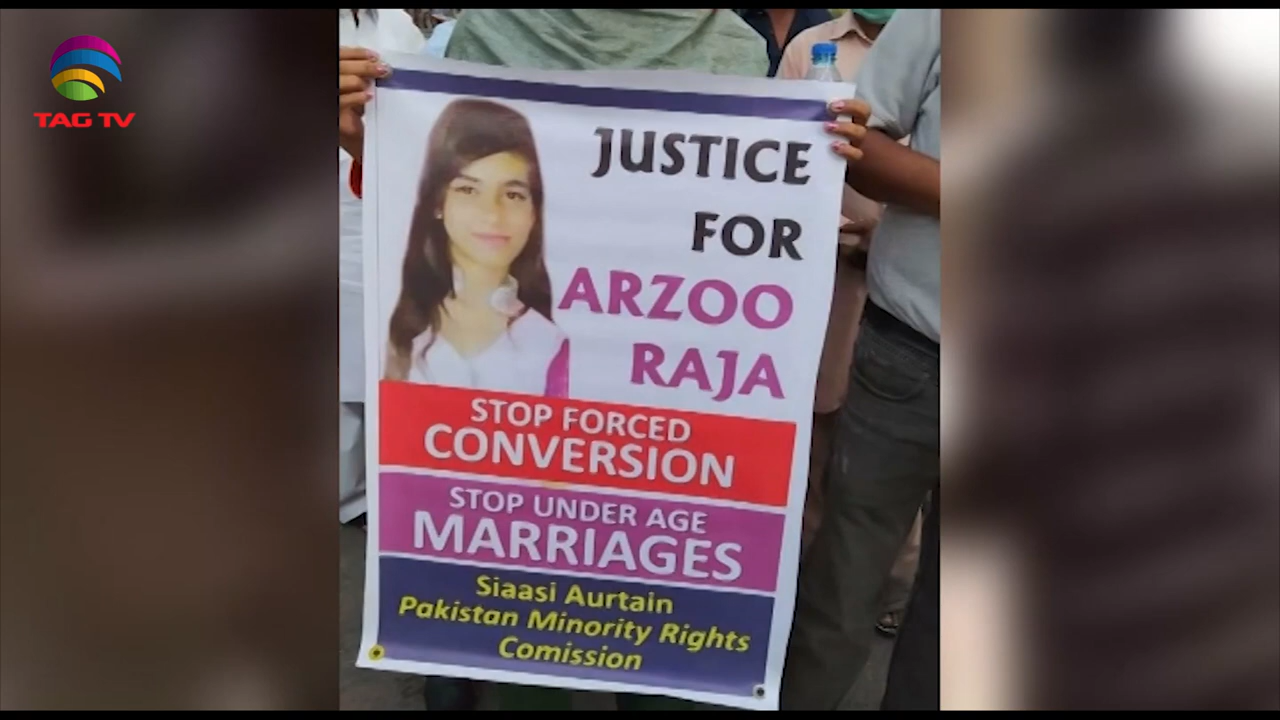 TAG TV
JUSTICE
FOR
ARZOO
RAJA
STOP FORCED
CONVERSION
STOP UNDER AGE
MARRIAGES
Siaasi Aurtain
Pakistan Minority Rights
Comission